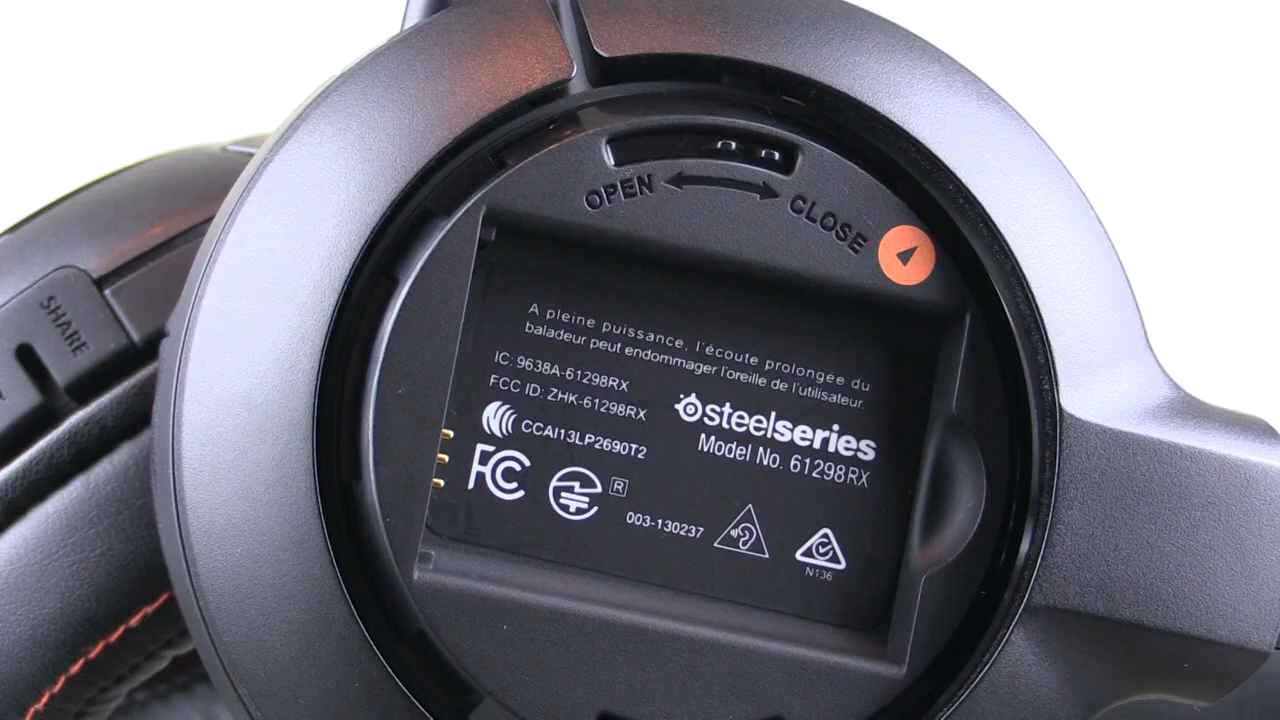 OPEN CLOSE
SHARE
A pleine puissance, l'écoute prolongée du
baladeur peut endommager l'oreille de l'utilisateur.
IC: 9638A-61298RX
FCC ID: ZHK-61298RX
CCAI13LP2690T2
steelseries
Model No. 61298RX
FC
R
003-130237
N136